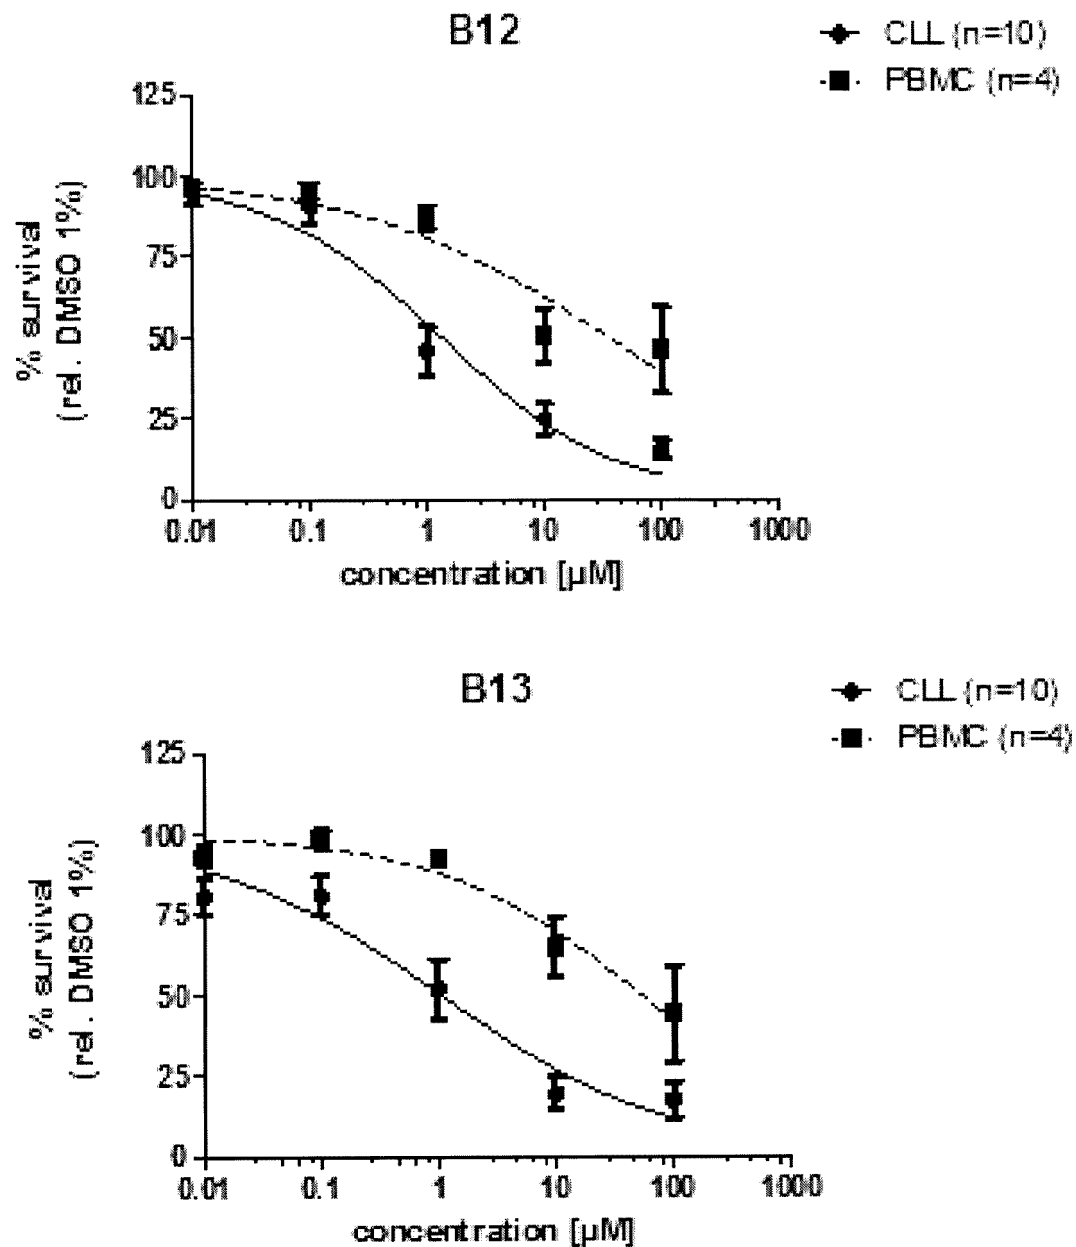 B12
CLL (n=10)
PBMC (n=4)
125
100
75
50
25
0
% survival
(rel. DMSO 1%)
0.01 0.1 1 10 100 1000
concentration [µM]
B13
CLL (n=10)
PBMC (n=4)
125
100
75
50
25
0
% survival
(rel. DMSO 1%)
0.01 0.1 1 10 100 1000
concentration [µM]